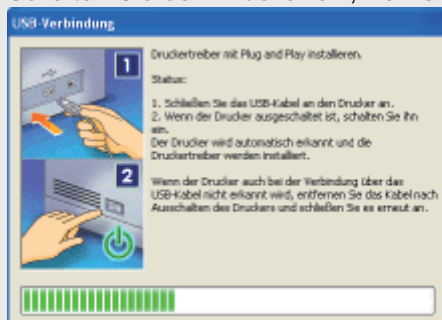 USB-Verbindung
1
Druckertreiber mit Plug and Play installieren.
Status:
1. Schließen Sie das USB-Kabel an den Drucker an.
2. Wenn der Drucker ausgeschaltet ist, schalten Sie ihn
ein.
Der Drucker wird automatisch erkannt und die
Druckertreiber werden installiert.
2
Wenn der Drucker auch bei der Verbindung über das
USB-Kabel nicht erkannt wird, entfernen Sie das Kabel nach
Ausschalten des Druckers und schließen Sie es erneut an.